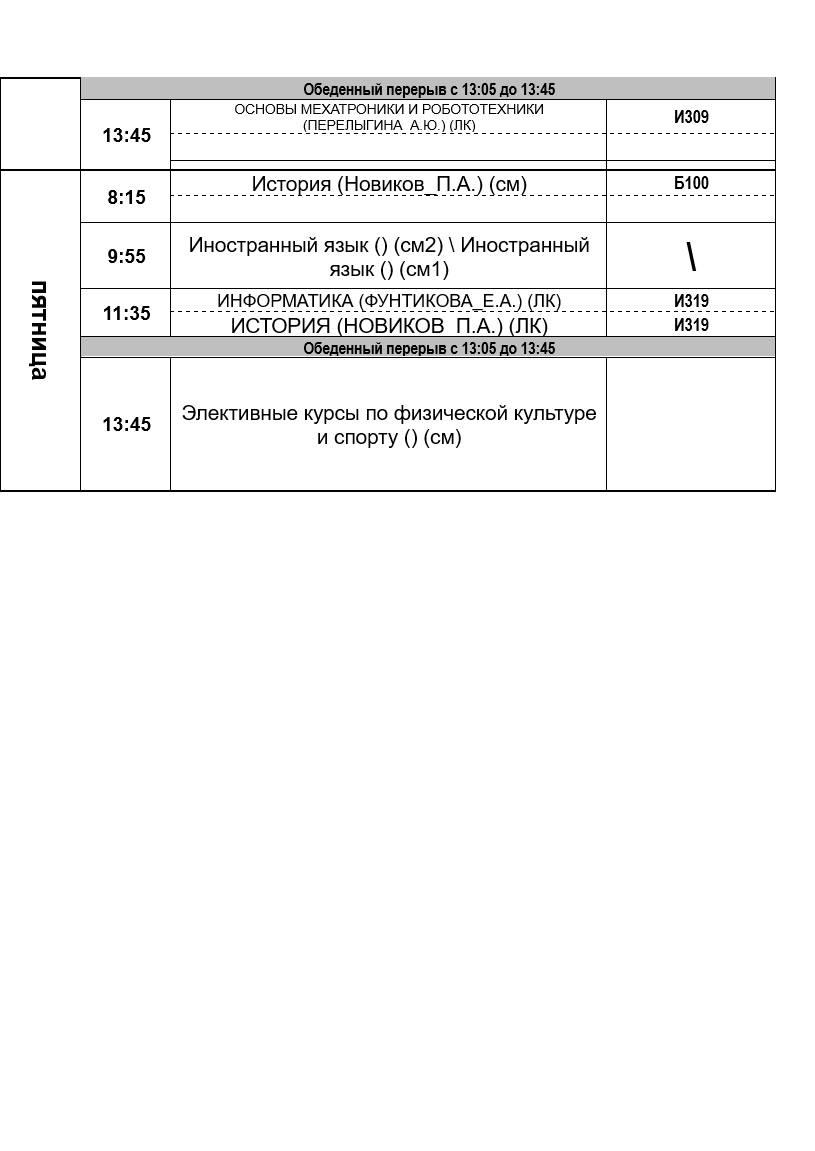 Обеденный перерыв с 13:05 до 13:45
13:45
ОСНОВЫ МЕХАТРОНИКИ И РОБОТОТЕХНИКИ
(ПЕРЕЛЫГИНА_А.Ю.) (ЛК)
И309
пятница
8:15
История (Новиков_П.А.) (см)
Б100
9:55
Иностранный язык () (см2) \ Иностранный
язык () (см1)
\
11:35
ИНФОРМАТИКА (ФУНТИКОВА_Е.А.) (ЛК)
И319
ИСТОРИЯ (НОВИКОВ_П.А.) (ЛК)
И319
Обеденный перерыв с 13:05 до 13:45
13:45
Элективные курсы по физической культуре
и спорту () (см)